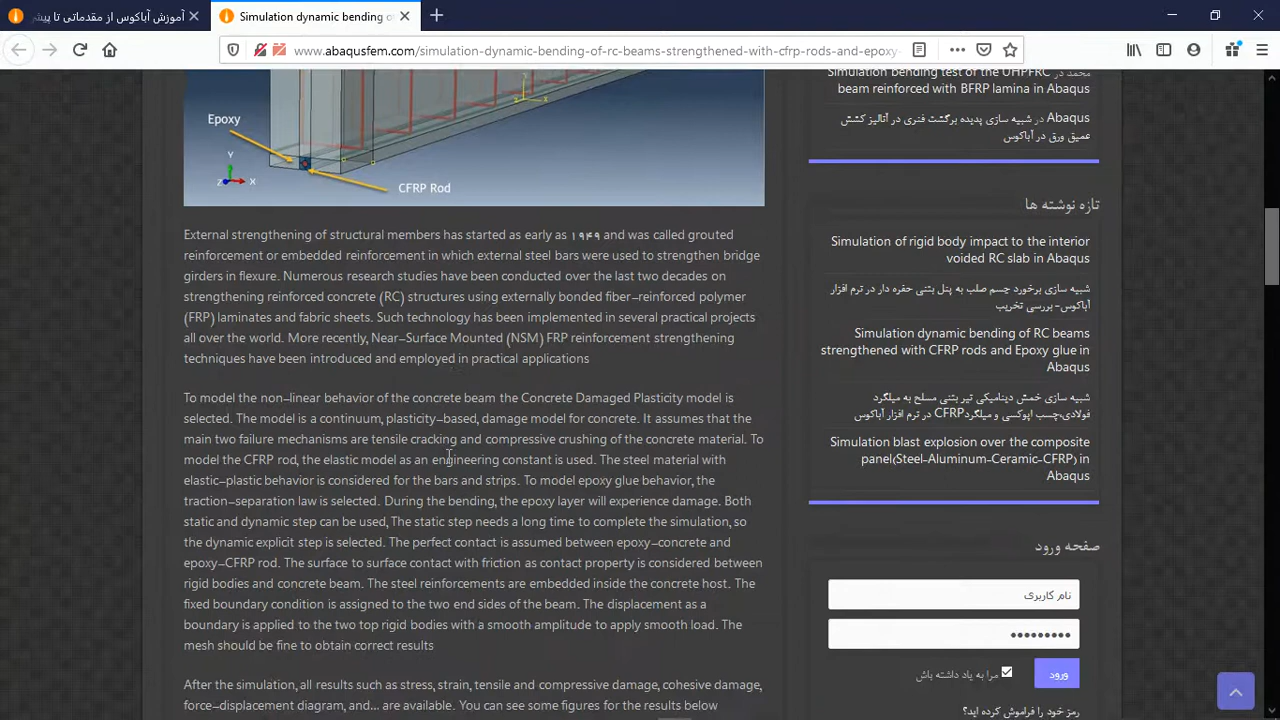 آموزش آباکوس از مقدماتی تا پیش
Simulation dynamic bending o
www.abaqusfem.com/simulation-dynamic-bending-of-rc-beams-strengthened-with-cfrp-rods-and-epoxy-
Epoxy
CFRP Rod
Y
X
Z
External strengthening of structural members has started as early as ۱۹۴۹ and was called grouted
reinforcement or embedded reinforcement in which external steel bars were used to strengthen bridge
girders in flexure. Numerous research studies have been conducted over the last two decades on
strengthening reinforced concrete (RC) structures using externally bonded fiber-reinforced polymer
(FRP) laminates and fabric sheets. Such technology has been implemented in several practical projects
all over the world. More recently, Near-Surface Mounted (NSM) FRP reinforcement strengthening
techniques have been introduced and employed in practical applications
To model the non-linear behavior of the concrete beam the Concrete Damaged Plasticity model is
selected. The model is a continuum, plasticity-based, damage model for concrete. It assumes that the
main two failure mechanisms are tensile cracking and compressive crushing of the concrete material. To
model the CFRP rod, the elastic model as an engineering constant is used. The steel material with
elastic-plastic behavior is considered for the bars and strips. To model epoxy glue behavior, the
traction-separation law is selected. During the bending, the epoxy layer will experience damage. Both
static and dynamic step can be used, The static step needs a long time to complete the simulation, so
the dynamic explicit step is selected. The perfect contact is assumed between epoxy-concrete and
epoxy-CFRP rod. The surface to surface contact with friction as contact property is considered between
rigid bodies and concrete beam. The steel reinforcements are embedded inside the concrete host. The
fixed boundary condition is assigned to the two end sides of the beam. The displacement as a
boundary is applied to the two top rigid bodies with a smooth amplitude to apply smooth load. The
mesh should be fine to obtain correct results
After the simulation, all results such as stress, strain, tensile and compressive damage, cohesive damage,
force-displacement diagram, and... are available. You can see some figures for the results below
محمد در Simulation bending test of the UHPFRC
beam reinforced with BFRP lamina in Abaqus
Abaqus در شبیه سازی پدیده برگشت فنری در آنالیز کشش
عمیق ورق در آباکوس
تازه نوشته ها
Simulation of rigid body impact to the interior
voided RC slab in Abaqus
شبیه سازی برخورد جسم صلب به پنل بتنی حفره دار در نرم افزار
آباکوس- بررسی تخریب
Simulation dynamic bending of RC beams
strengthened with CFRP rods and Epoxy glue in
Abaqus
شبیه سازی خمش دینامیکی تیر بتنی مسلح به میلگرد
فولادی،چسب اپوکسی و میلگردCFRP در نرم افزار آباکوس
Simulation blast explosion over the composite
panel(Steel-Aluminum-Ceramic-CFRP) in
Abaqus
صفحه ورود
نام کاربری
●●●●●●●●●
مرا به یاد داشته باش
ورود
رمز خود را فراموش کرده اید؟